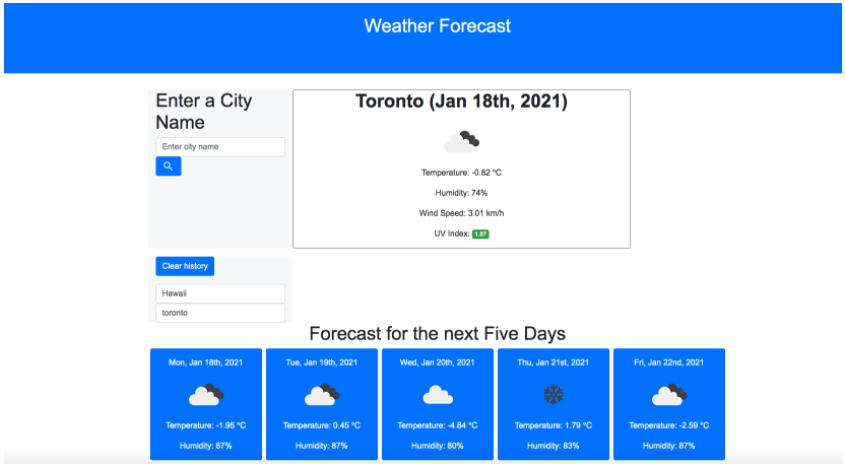 Weather Forecast
Enter a City
Name
Enter city name
Toronto (Jan 18th, 2021)
Temperature: -0.82 °C
Humidity: 74%
Wind Speed: 3.01 km/h
UV Index: 1.07
Clear history
Hawaii
toronto
Forecast for the next Five Days
Mon, Jan 18th, 2021
Temperature: -1.95 °C
Humidity: 87%
Tue, Jan 19th, 2021
Temperature: 0.45 °C
Humidity: 87%
Wed, Jan 20th, 2021
Temperature: -4.84 °C
Humidity: 80%
Thu, Jan 21st, 2021
Temperature: 1.79 °C
Humidity: 83%
Fri, Jan 22nd, 2021
Temperature: -2.59 °C
Humidity: 87%